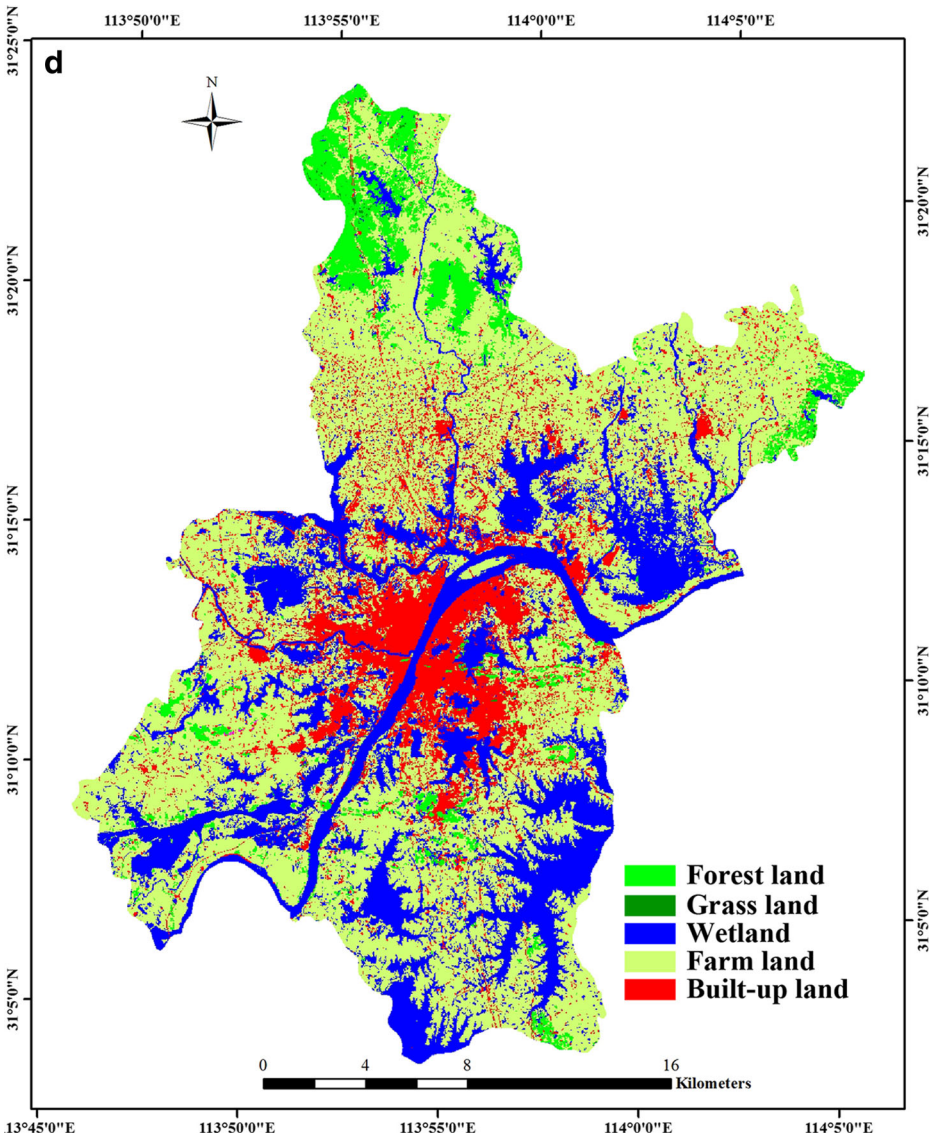 113°50'0"E 113°55'0"E 114°0'0"E 114°5'0"E
31°25'0"N
d
N
31°20'0"N
31°20'0"N
31°15'0"N
31°15'0"N
31°10'0"N
31°10'0"N
31°5'0"N
31°5'0"N
Forest land
Grass land
Wetland
Farm land
Built-up land
0 4 8 16
Kilometers
13°45'0"E 113°50'0"E 113°55'0"E 114°0'0"E 114°5'0"E